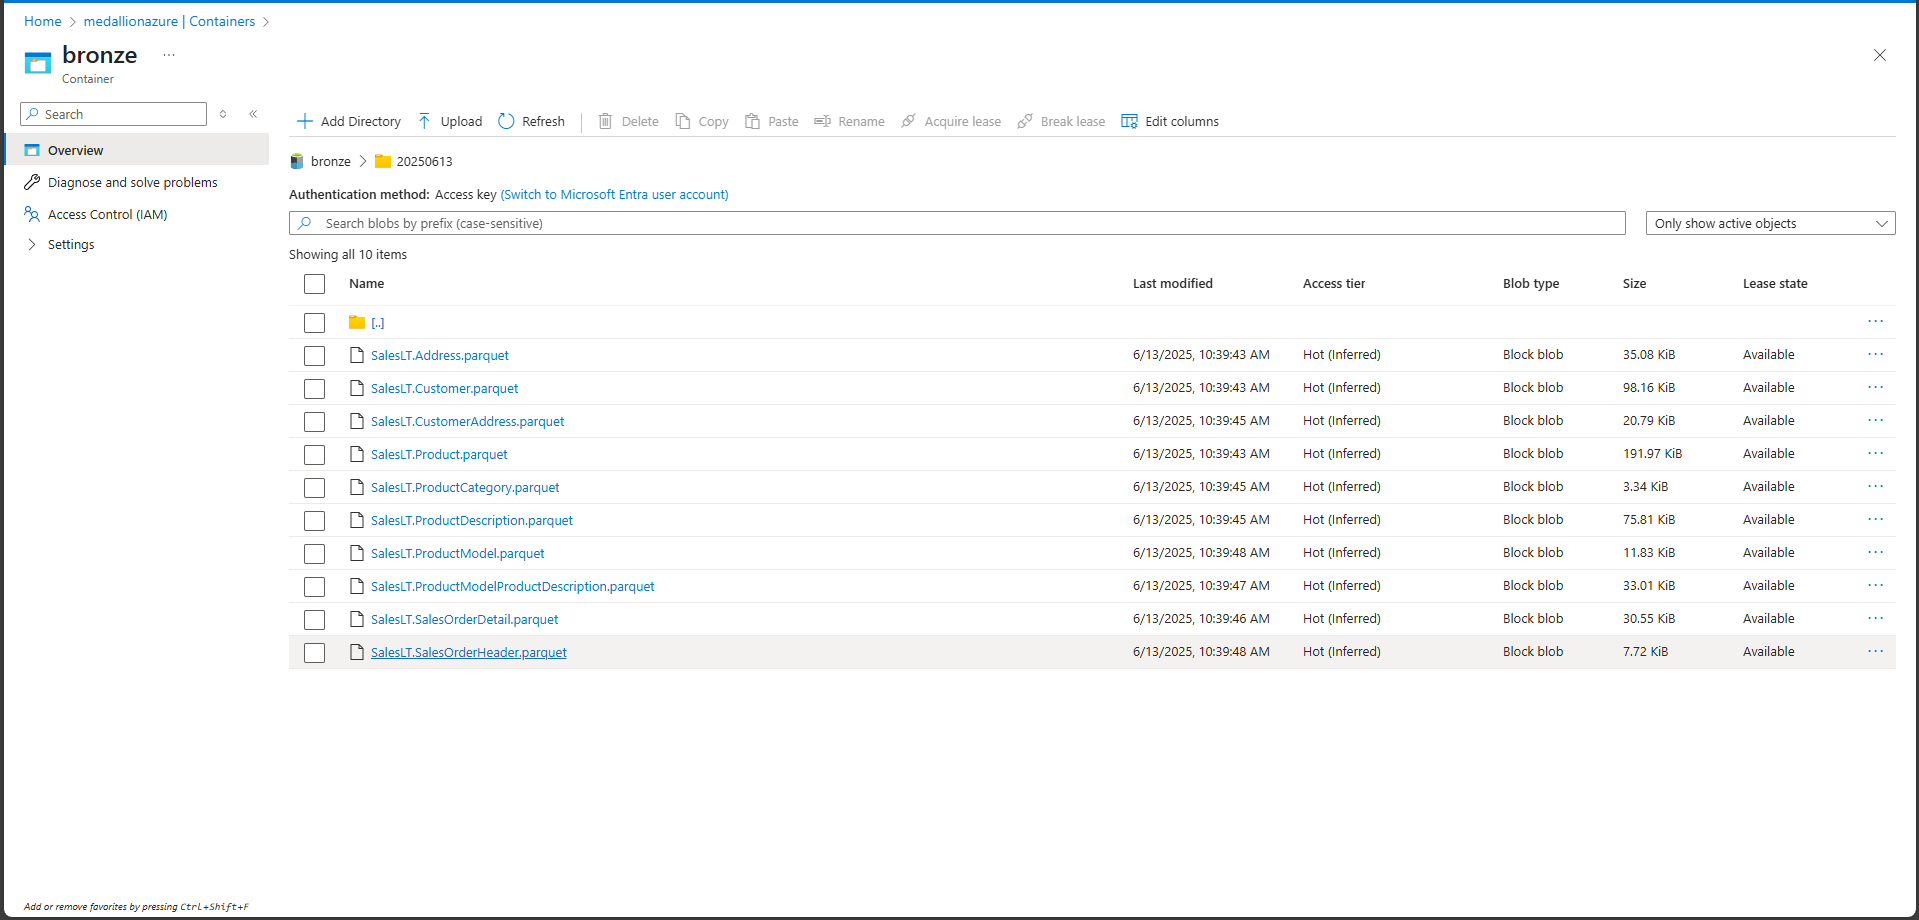 Home > medallionazure | Containers >
bronze ...
Container
Search
Overview
Diagnose and solve problems
Access Control (IAM)
Settings
Add Directory Upload Refresh Delete Copy Paste Rename Acquire lease Break lease Edit columns
bronze > 20250613
Authentication method: Access key (Switch to Microsoft Entra user account)
Search blobs by prefix (case-sensitive) Only show active objects
Showing all 10 items
Name Last modified Access tier Blob type Size Lease state
[..] ...
SalesLT.Address.parquet 6/13/2025, 10:39:43 AM Hot (Inferred) Block blob 35.08 KiB Available ...
SalesLT.Customer.parquet 6/13/2025, 10:39:43 AM Hot (Inferred) Block blob 98.16 KiB Available ...
SalesLT.CustomerAddress.parquet 6/13/2025, 10:39:45 AM Hot (Inferred) Block blob 20.79 KiB Available ...
SalesLT.Product.parquet 6/13/2025, 10:39:43 AM Hot (Inferred) Block blob 191.97 KiB Available ...
SalesLT.ProductCategory.parquet 6/13/2025, 10:39:45 AM Hot (Inferred) Block blob 3.34 KiB Available ...
SalesLT.ProductDescription.parquet 6/13/2025, 10:39:45 AM Hot (Inferred) Block blob 75.81 KiB Available ...
SalesLT.ProductModel.parquet 6/13/2025, 10:39:48 AM Hot (Inferred) Block blob 11.83 KiB Available ...
SalesLT.ProductModelProductDescription.parquet 6/13/2025, 10:39:47 AM Hot (Inferred) Block blob 33.01 KiB Available ...
SalesLT.SalesOrderDetail.parquet 6/13/2025, 10:39:46 AM Hot (Inferred) Block blob 30.55 KiB Available ...
SalesLT.SalesOrderHeader.parquet 6/13/2025, 10:39:48 AM Hot (Inferred) Block blob 7.72 KiB Available ...
Add or remove favorites by pressing Ctrl+Shift+F